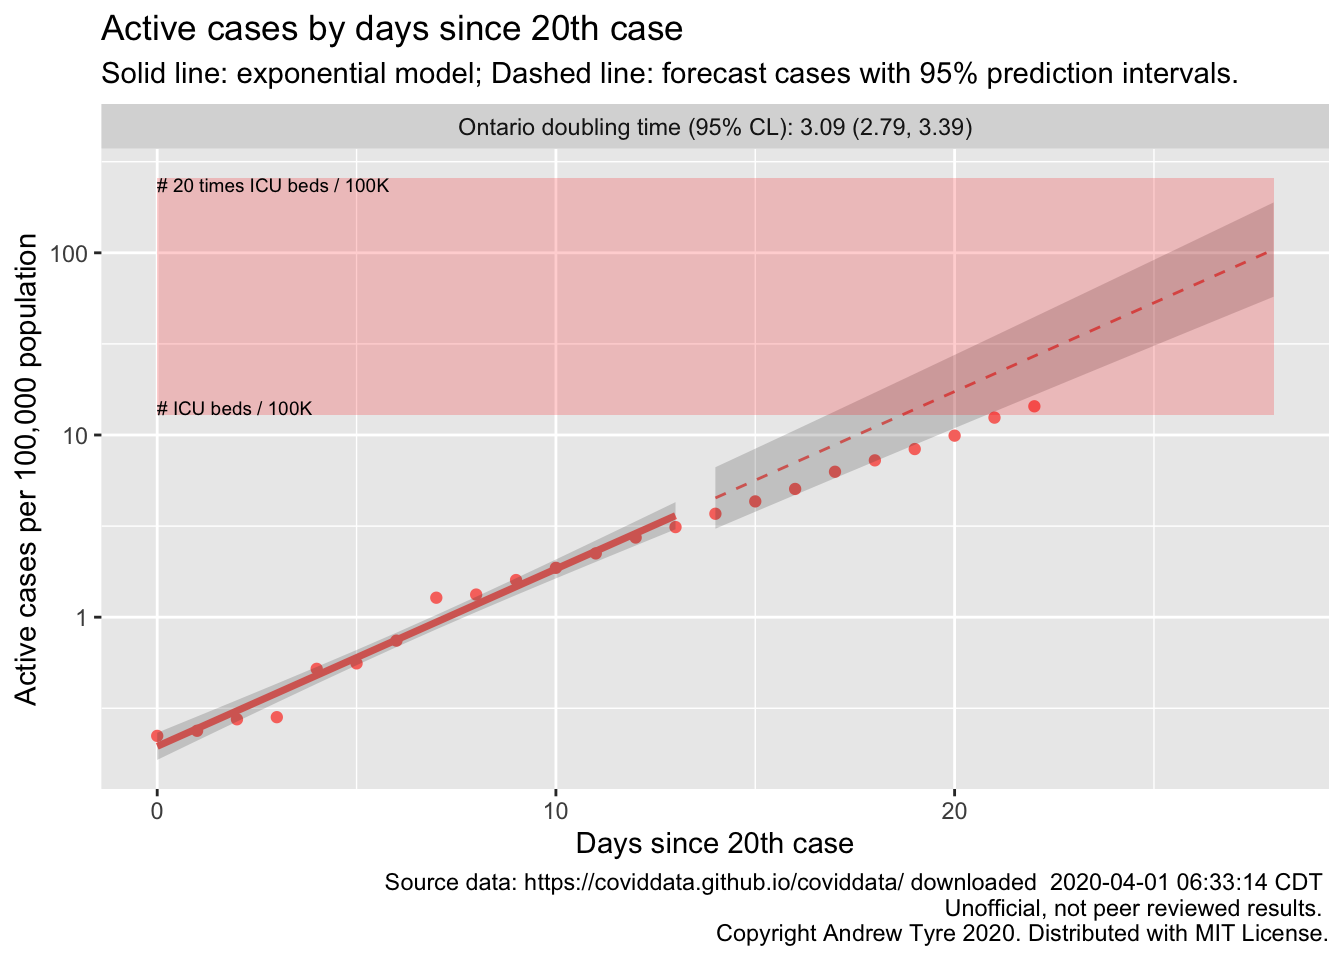 Active cases by days since 20th case
Solid line: exponential model; Dashed line: forecast cases with 95% prediction intervals.
Ontario doubling time (95% CL): 3.09 (2.79, 3.39)
# 20 times ICU beds / 100K
100
# ICU beds / 100K
10
1
Active cases per 100,000 population
0 10 20
Days since 20th case
Source data: https://coviddata.github.io/coviddata/ downloaded  2020-04-01 06:33:14 CDT
Unofficial, not peer reviewed results.
Copyright Andrew Tyre 2020. Distributed with MIT License.